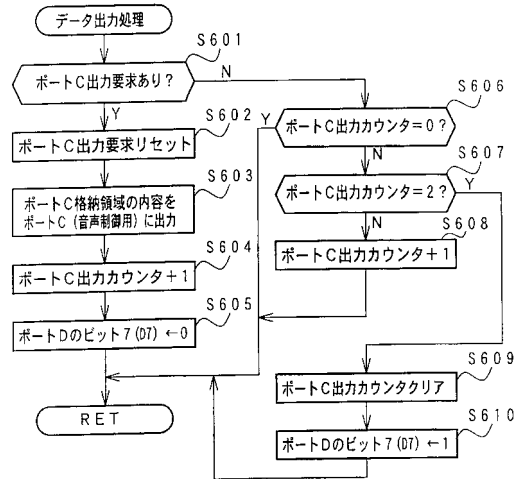 データ出力処理
S601
ポートC出力要求あり？
N
Y
S602
ポートC出力要求リセット
S603
ポートC格納領域の内容を
ポートC（音声制御用）に出力
S604
ポートC出力カウンタ＋1
S605
ポートDのビット7(D7)←0
RET
S606
Y
ポートC出力カウンタ＝0？
N
S607
ポートC出力カウンタ＝2？
Y
N
S608
ポートC出力カウンタ＋1
S609
ポートC出力カウンタクリア
S610
ポートDのビット7(D7)←1